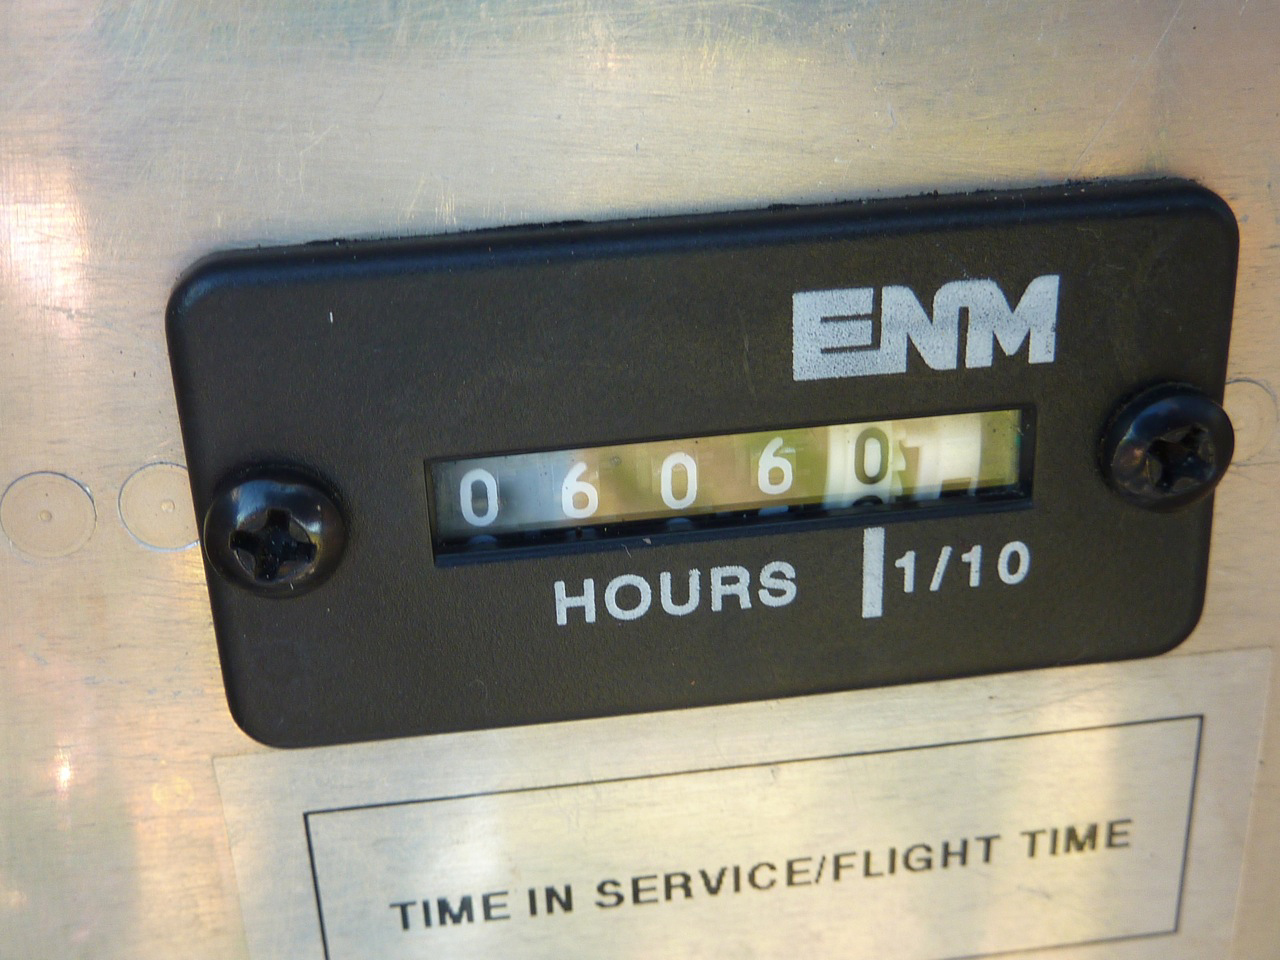 ENM
06060
HOURS 1/10
TIME IN SERVICE/FLIGHT TIME